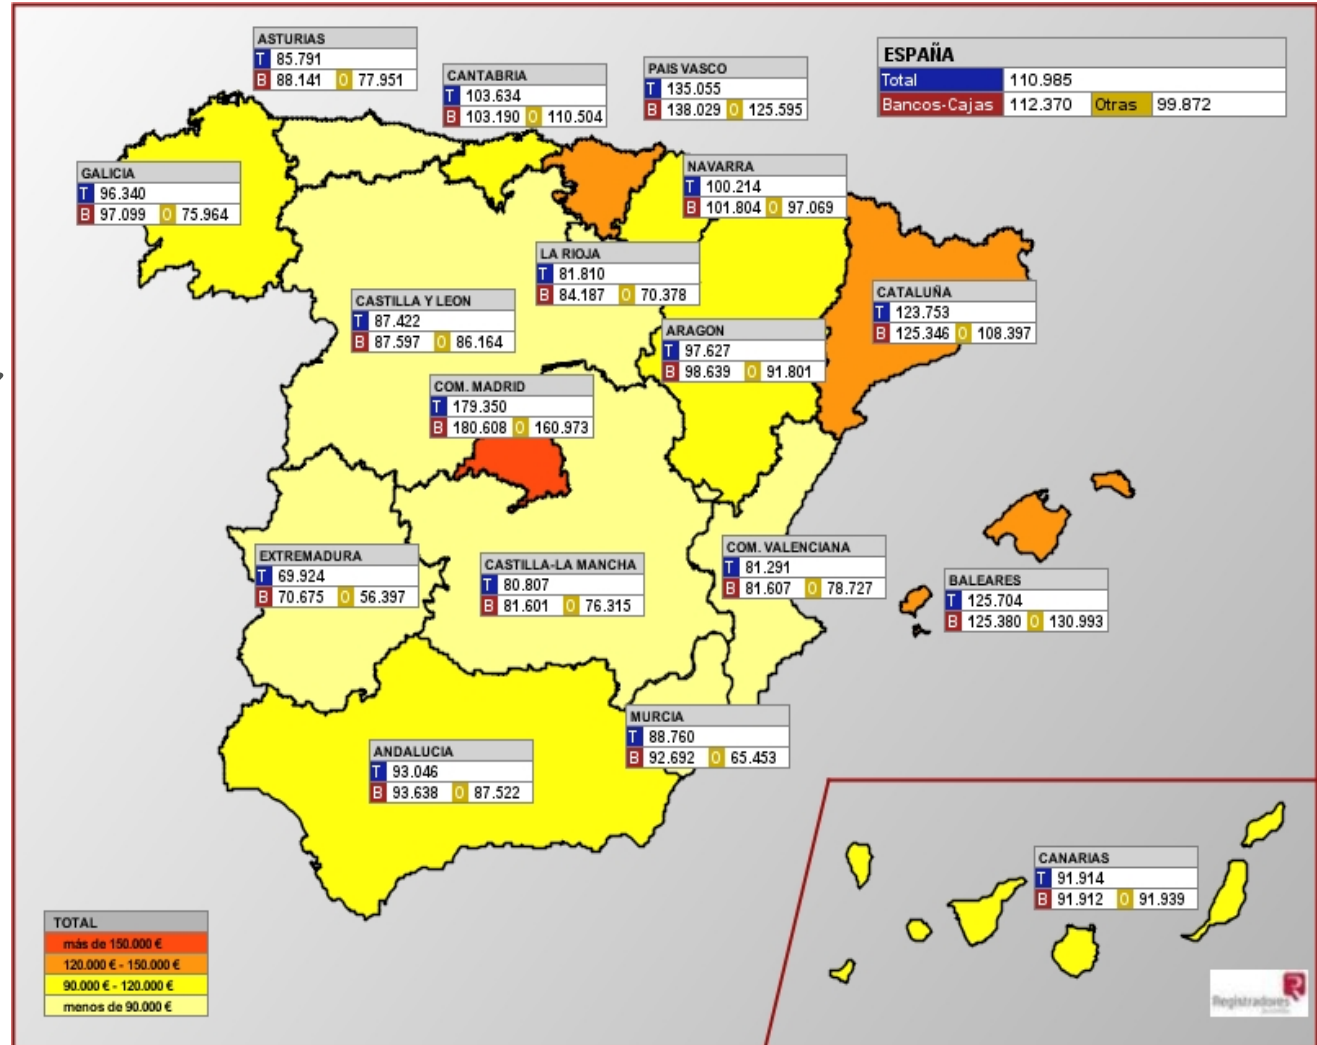 ASTURIAS
T 85.791
B 88.141 O 77.951
CANTABRIA
T 103.634
B 103.190 O 110.504
PAIS VASCO
T 135.055
B 138.029 O 125.595
ESPAÑA
Total 110.985
Bancos-Cajas 112.370 Otras 99.872
GALICIA
T 96.340
B 97.099 O 75.964
NAVARRA
T 100.214
B 101.804 O 97.069
LA RIOJA
T 81.810
B 84.187 O 70.378
CASTILLA Y LEON
T 87.422
B 87.597 O 86.164
CATALUÑA
T 123.753
B 125.346 O 108.397
ARAGON
T 97.627
B 98.639 O 91.801
COM. MADRID
T 179.350
B 180.608 O 160.973
EXTREMADURA
T 69.924
B 70.675 O 56.397
CASTILLA-LA MANCHA
T 80.807
B 81.601 O 76.315
COM. VALENCIANA
T 81.291
B 81.607 O 78.727
BALEARES
T 125.704
B 125.380 O 130.993
MURCIA
T 88.760
B 92.692 O 65.453
ANDALUCIA
T 93.046
B 93.638 O 87.522
CANARIAS
T 91.914
B 91.912 O 91.939
TOTAL
más de 150.000 €
120.000 € - 150.000 €
90.000 € - 120.000 €
menos de 90.000 €
Registradores